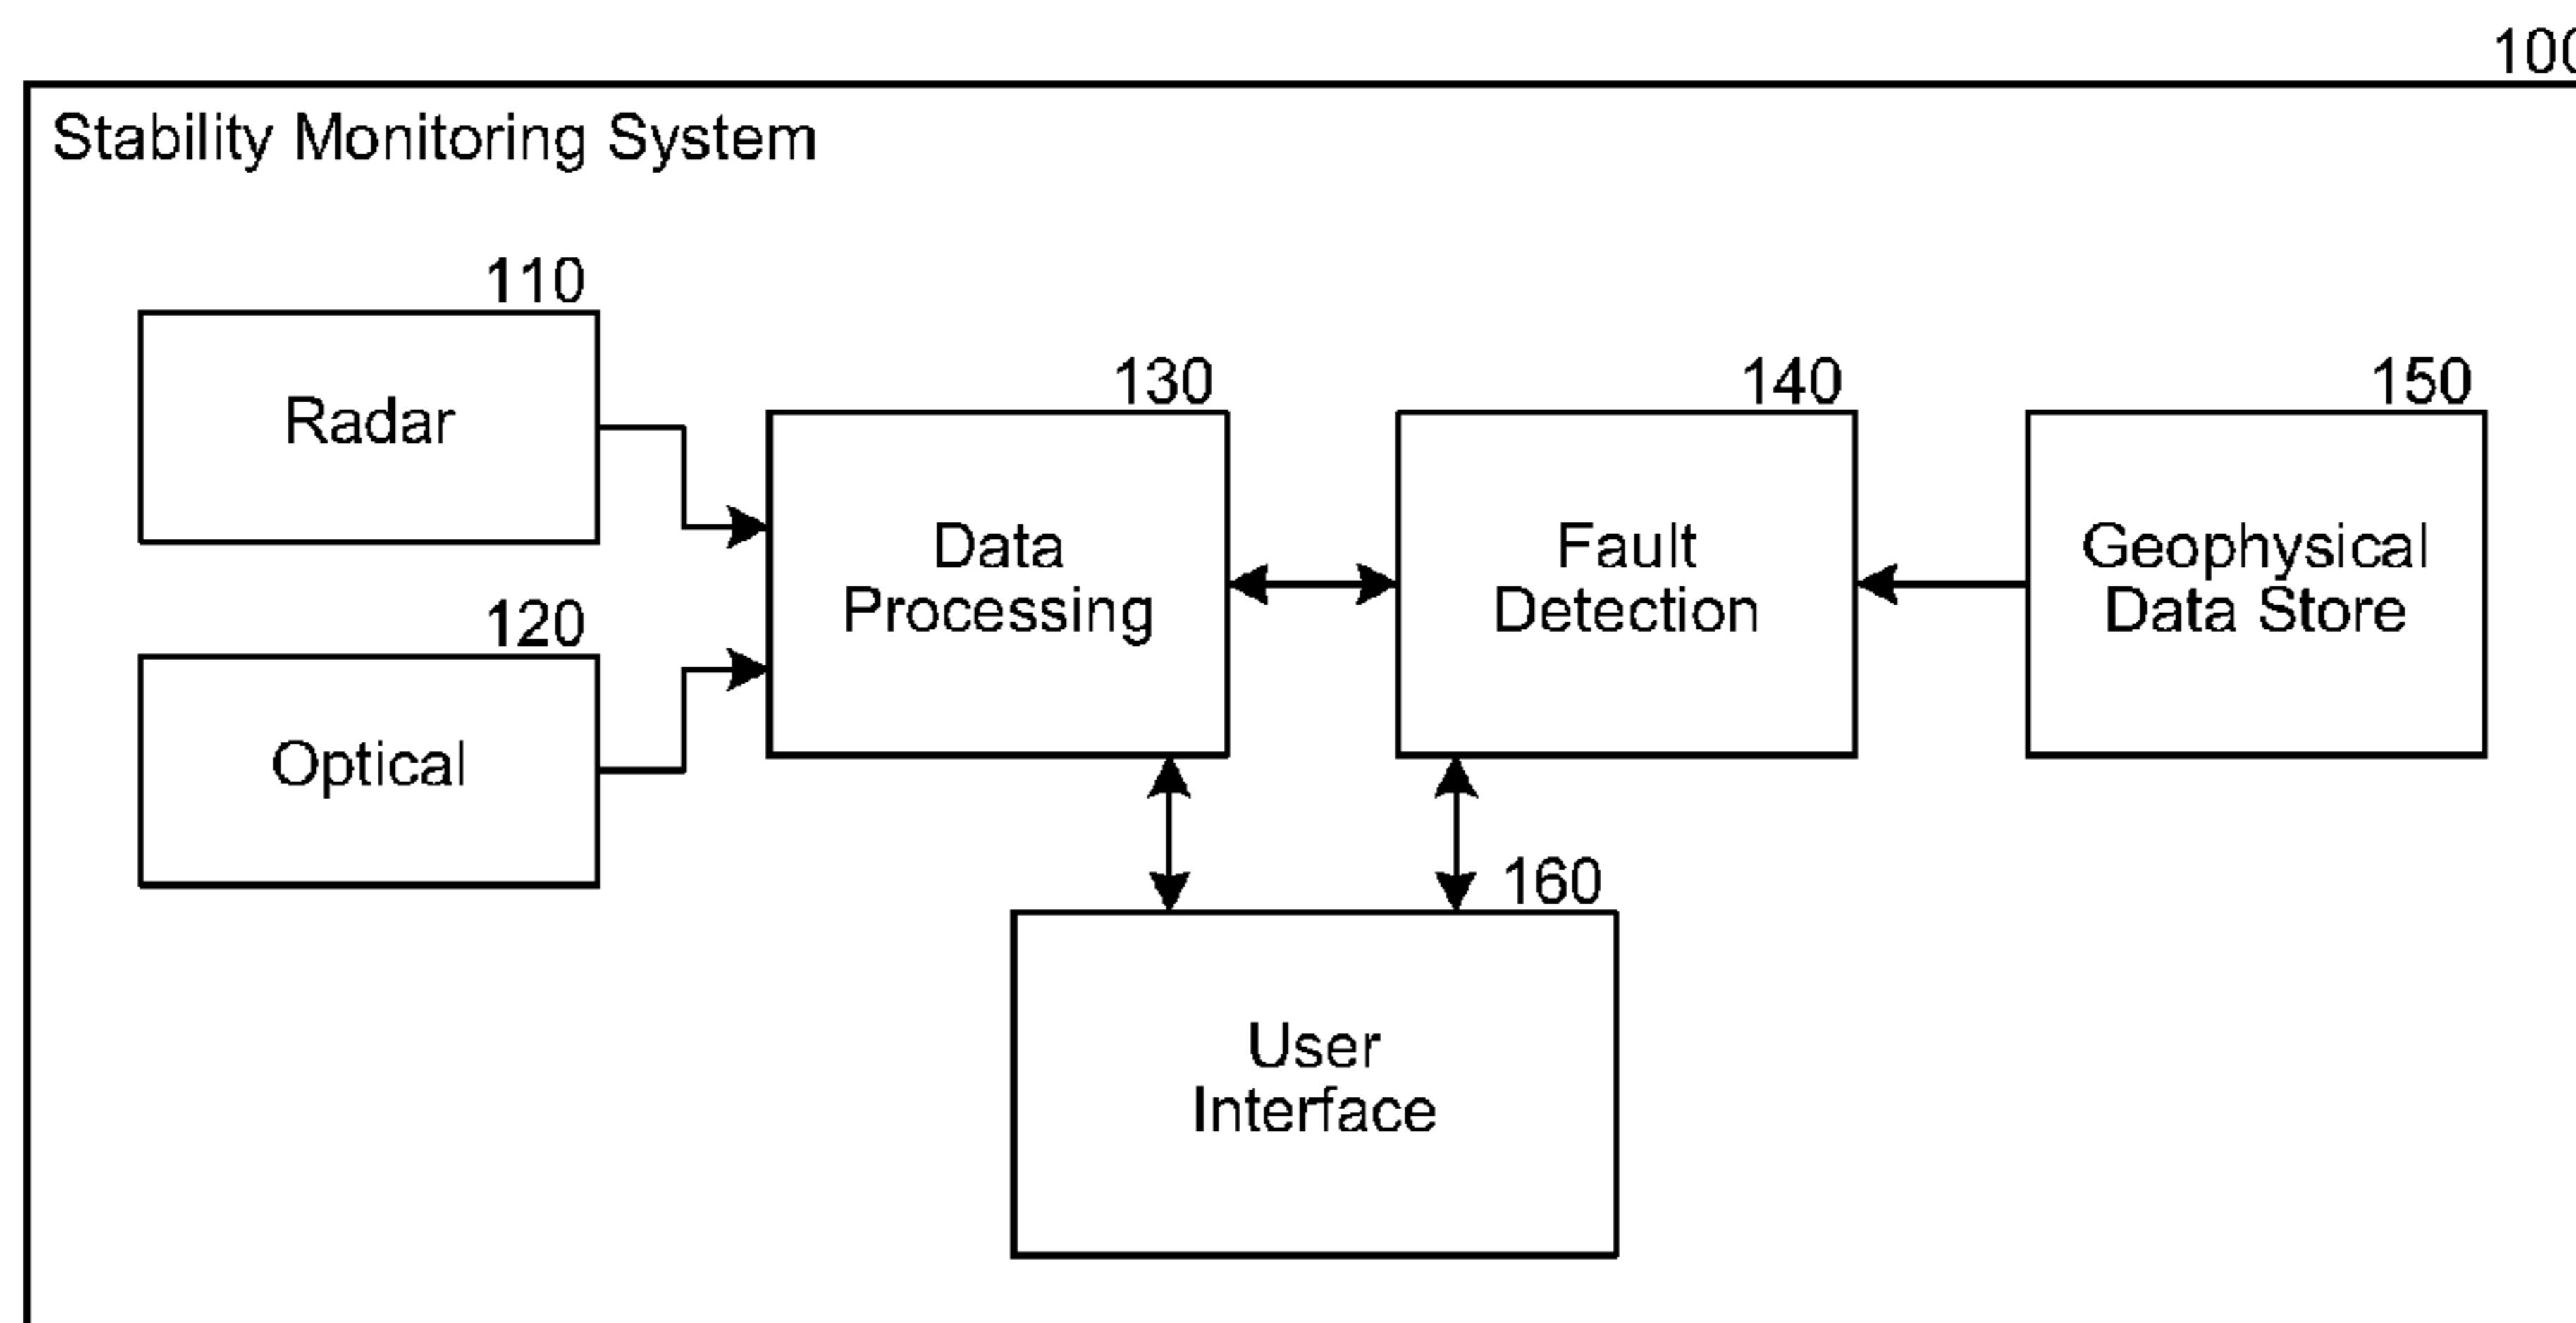 100
Stability Monitoring System
110
Radar
120
Optical
130
Data
Processing
140
Fault
Detection
150
Geophysical
Data Store
160
User
Interface